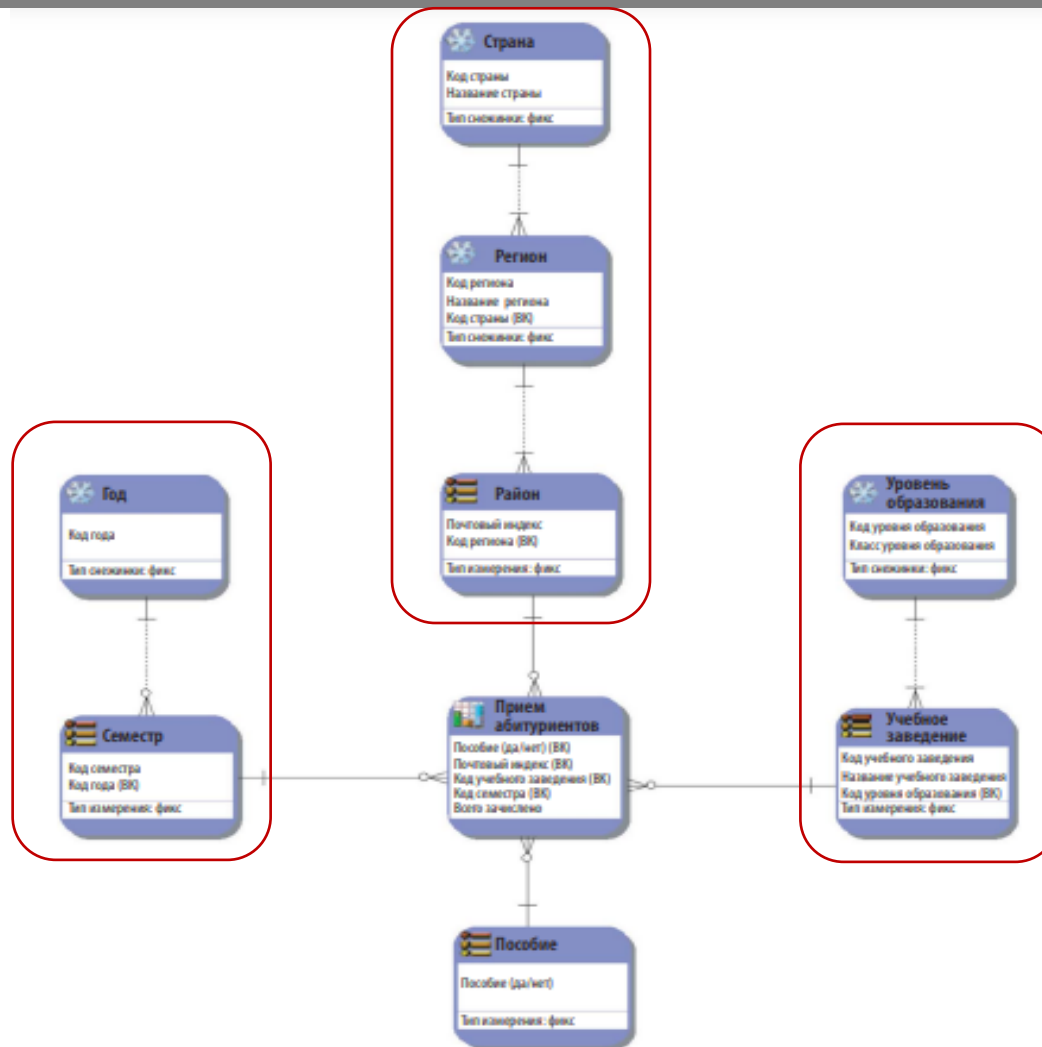 Страна
Код страны
Название страны
Тип снежинки: фикс
Регион
Код региона
Название региона
Код страны (ВК)
Тип снежинки: фикс
Район
Почтовый индекс
Код региона (ВК)
Тип измерения: фикс
Год
Код года
Тип снежинки: фикс
Семестр
Код семестра
Код года (ВК)
Тип измерения: фикс
Прием
абитуриентов
Пособие (да/нет) (ВК)
Почтовый индекс (ВК)
Код учебного заведения (ВК)
Код семестра (ВК)
Всего зачислено
Уровень
образования
Код уровня образования
Класс уровня образования
Тип снежинки: фикс
Учебное
заведение
Код учебного заведения
Название учебного заведения
Код уровня образования (ВК)
Тип измерения: фикс
Пособие
Пособие (да/нет)
Тип измерения: фикс